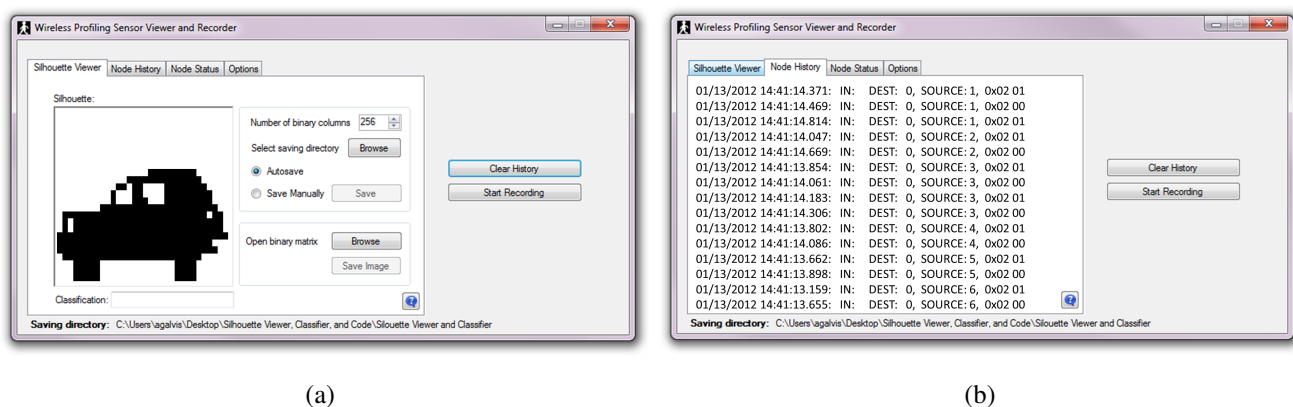 Wireless Profiling Sensor Viewer and Recorder
Silhouette Viewer Node History Node Status Options
Silhouette:
Number of binary columns 256
Select saving directory Browse
Autosave
Save Manually Save
Open binary matrix Browse
Save Image
Classification:
Clear History
Start Recording
Saving directory: C:\Users\agalvis\Desktop\Silhouette Viewer, Classifier, and Code\Silouette Viewer and Classifier
(a)
Wireless Profiling Sensor Viewer and Recorder
Silhouette Viewer Node History Node Status Options
01/13/2012 14:41:14.371: IN: DEST: 0, SOURCE: 1, 0x02 01
01/13/2012 14:41:14.469: IN: DEST: 0, SOURCE: 1, 0x02 00
01/13/2012 14:41:14.814: IN: DEST: 0, SOURCE: 1, 0x02 01
01/13/2012 14:41:14.047: IN: DEST: 0, SOURCE: 2, 0x02 01
01/13/2012 14:41:14.669: IN: DEST: 0, SOURCE: 2, 0x02 00
01/13/2012 14:41:13.854: IN: DEST: 0, SOURCE: 3, 0x02 01
01/13/2012 14:41:14.061: IN: DEST: 0, SOURCE: 3, 0x02 00
01/13/2012 14:41:14.183: IN: DEST: 0, SOURCE: 3, 0x02 01
01/13/2012 14:41:14.306: IN: DEST: 0, SOURCE: 3, 0x02 00
01/13/2012 14:41:13.802: IN: DEST: 0, SOURCE: 4, 0x02 01
01/13/2012 14:41:14.086: IN: DEST: 0, SOURCE: 4, 0x02 00
01/13/2012 14:41:13.662: IN: DEST: 0, SOURCE: 5, 0x02 01
01/13/2012 14:41:13.898: IN: DEST: 0, SOURCE: 5, 0x02 00
01/13/2012 14:41:13.159: IN: DEST: 0, SOURCE: 6, 0x02 01
01/13/2012 14:41:13.655: IN: DEST: 0, SOURCE: 6, 0x02 00
Clear History
Start Recording
Saving directory: C:\Users\agalvis\Desktop\Silhouette Viewer, Classifier, and Code\Silouette Viewer and Classifier
(b)